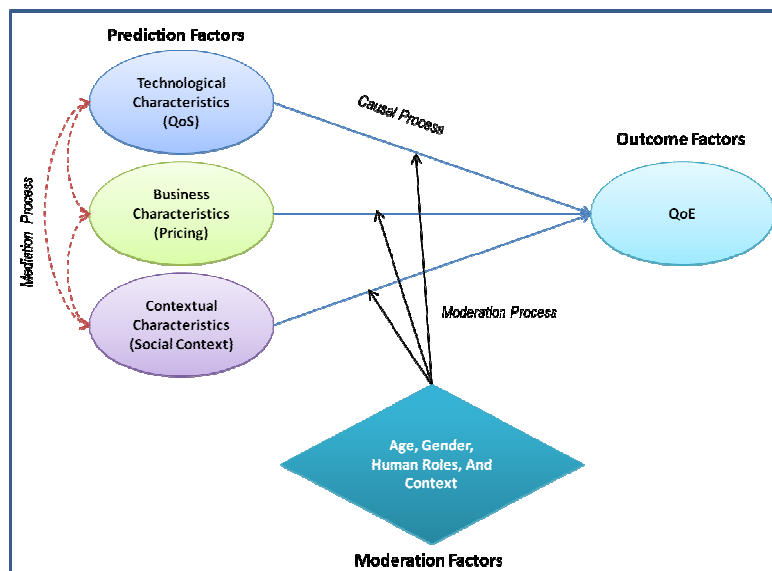 Prediction Factors
Technological
Characteristics
(QoS)
Causal Process
Outcome Factors
Business
Characteristics
(Pricing)
QoE
Mediation Process
Contextual
Characteristics
(Social Context)
Moderation Process
Age, Gender,
Human Roles, And
Context
Moderation Factors